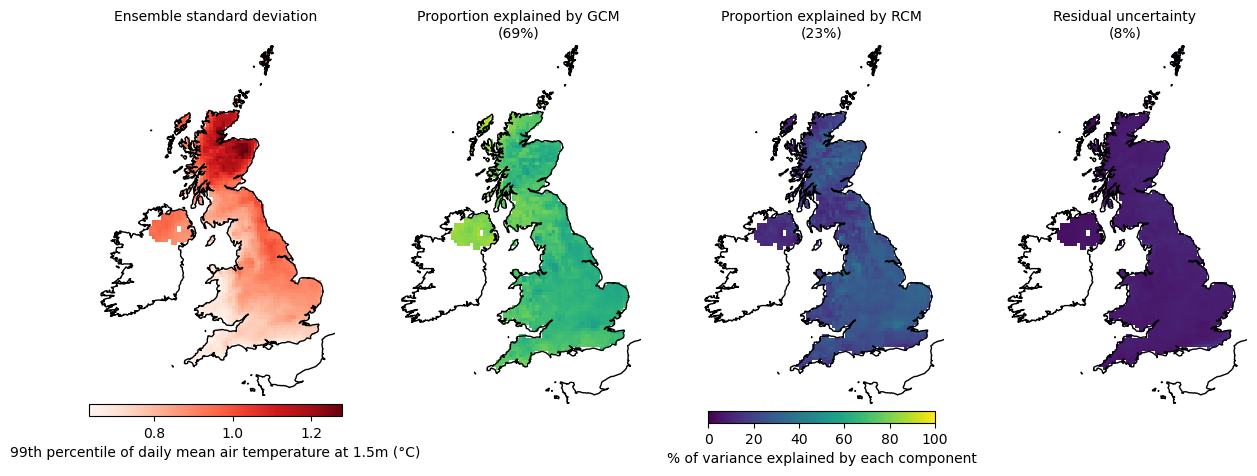 Ensemble standard deviation
Proportion explained by GCM
(69%)
Proportion explained by RCM
(23%)
Residual uncertainty
(8%)
0.8 1.0 1.2
99th percentile of daily mean air temperature at 1.5m (°C)
0 20 40 60 80 100
% of variance explained by each component